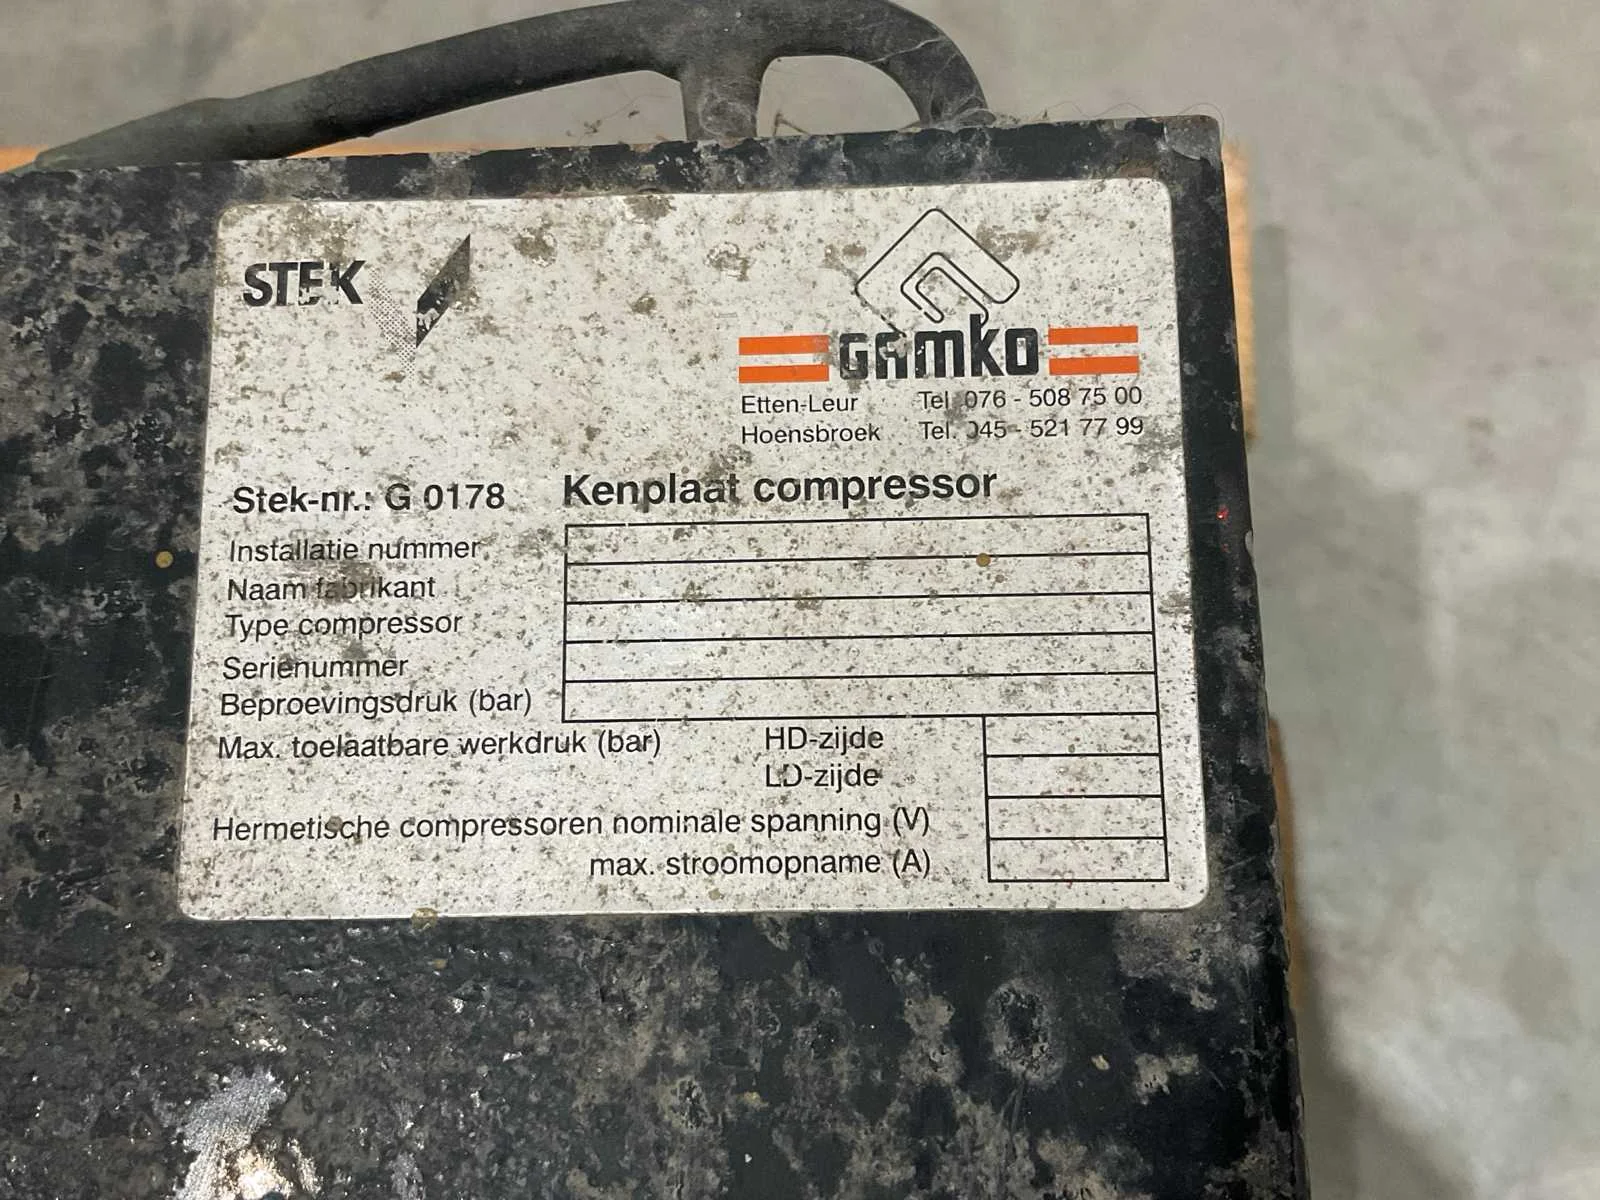 STEK
GAMKO
Etten-Leur Tel. 076 - 508 75 00
Hoensbroek Tel. 045 - 521 77 99
Stek-nr.: G 0178 Kenplaat compressor
Installatie nummer
Naam fabrikant
Type compressor
Serienummer
Beproevingsdruk (bar)
Max. toelaatbare werkdruk (bar) HD-zijde
LD-zijde
Hermetische compressoren nominale spanning (V)
max. stroomopname (A)